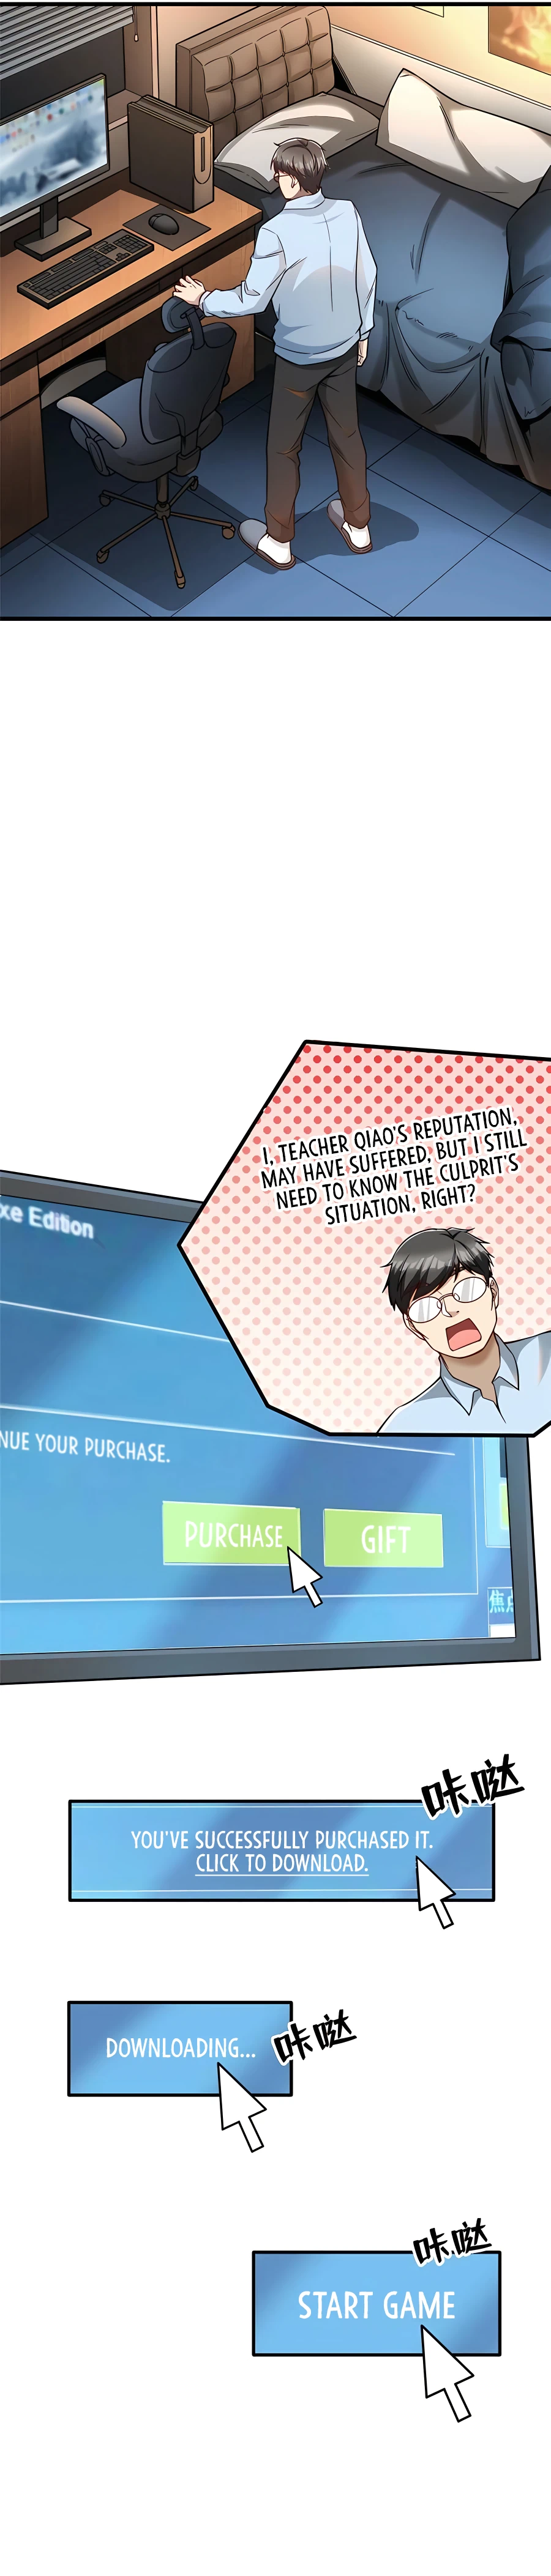 I, TEACHER QIAO'S REPUTATION,
MAY HAVE SUFFERED, BUT I STILL
NEED TO KNOW THE CULPRIT'S
SITUATION, RIGHT?
xe Edition
NUE YOUR PURCHASE.
PURCHASE
GIFT
焦点
咔哒
YOU'VE SUCCESSFULLY PURCHASED IT.
CLICK TO DOWNLOAD.
DOWNLOADING...
咔哒
咔哒
START GAME